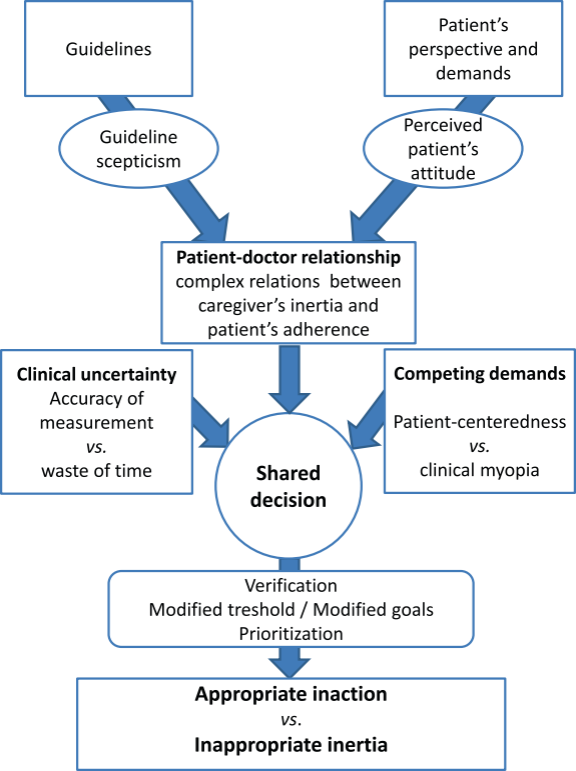 Guidelines
Patient's
perspective and
demands
Guideline
scepticism
Perceived
patient's
attitude
Patient-doctor relationship
complex relations between
caregiver's inertia and
patient's adherence
Clinical uncertainty
Accuracy of
measurement
vs.
waste of time
Competing demands
Patient-centeredness
vs.
clinical myopia
Shared
decision
Verification
Modified treshold / Modified goals
Prioritization
Appropriate inaction
vs.
Inappropriate inertia